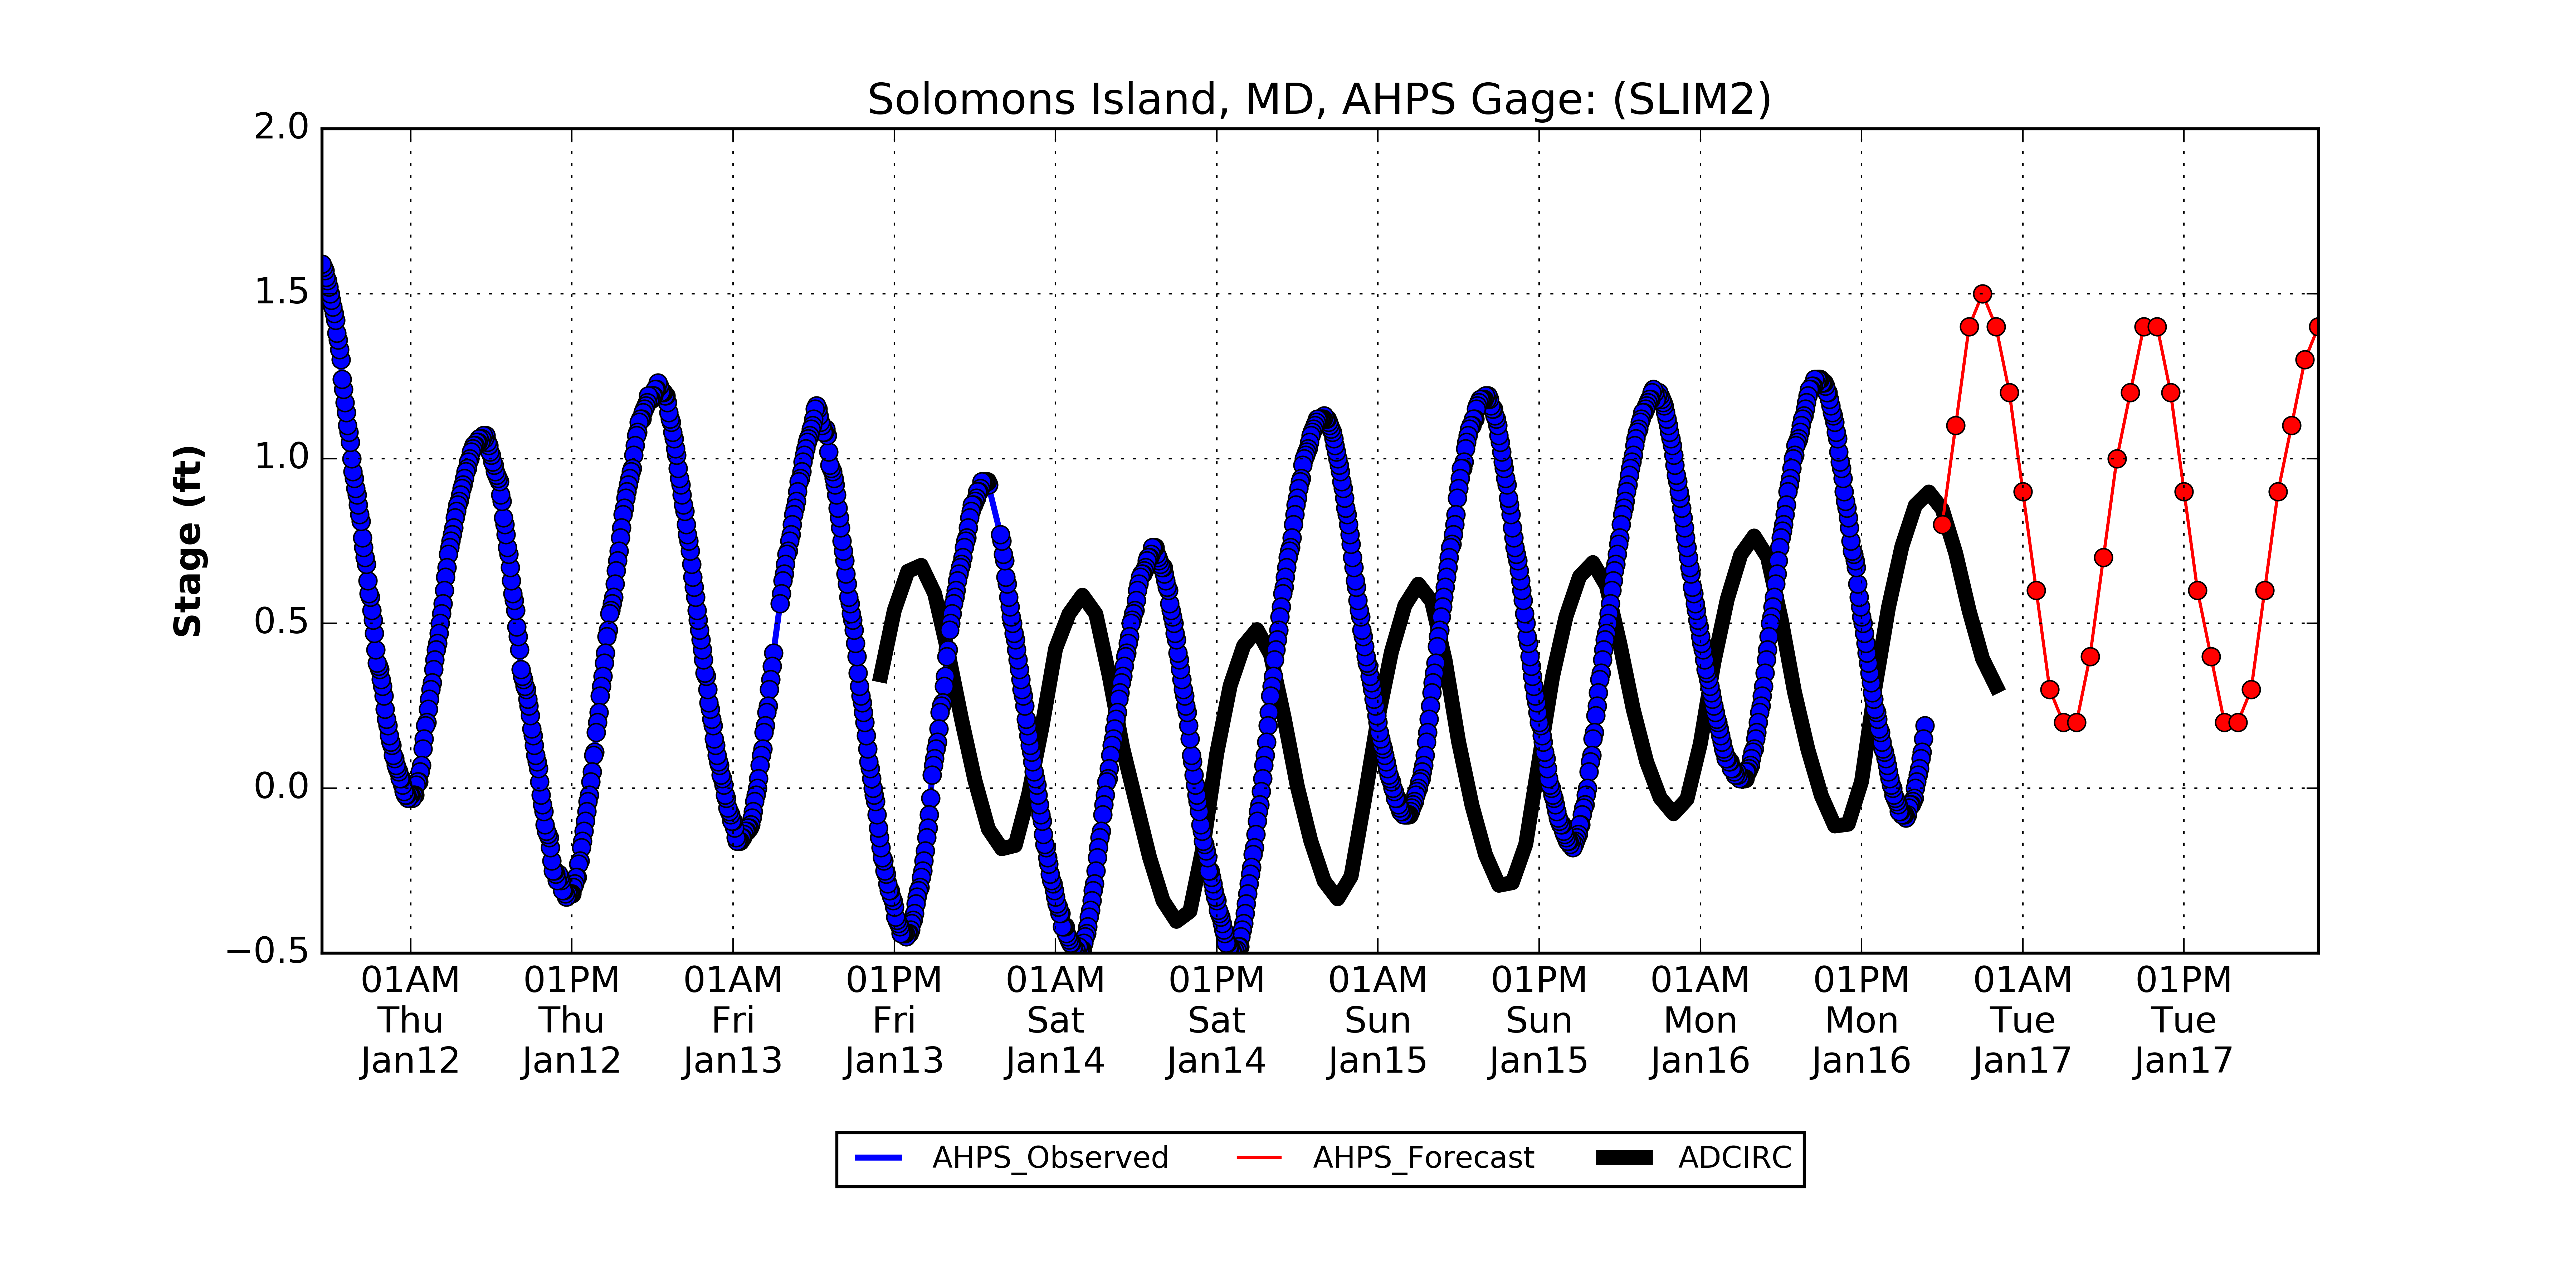 Solomons Island, MD, AHPS Gage: (SLIM2)
Stage (ft)
2.0
1.5
1.0
0.5
0.0
−0.5
01AM 01PM 01AM 01PM 01AM 01PM 01AM 01PM 01AM 01PM 01AM 01PM
Thu Thu Fri Fri Sat Sat Sun Sun Mon Mon Tue Tue
Jan12 Jan12 Jan13 Jan13 Jan14 Jan14 Jan15 Jan15 Jan16 Jan16 Jan17 Jan17
AHPS_Observed AHPS_Forecast ADCIRC